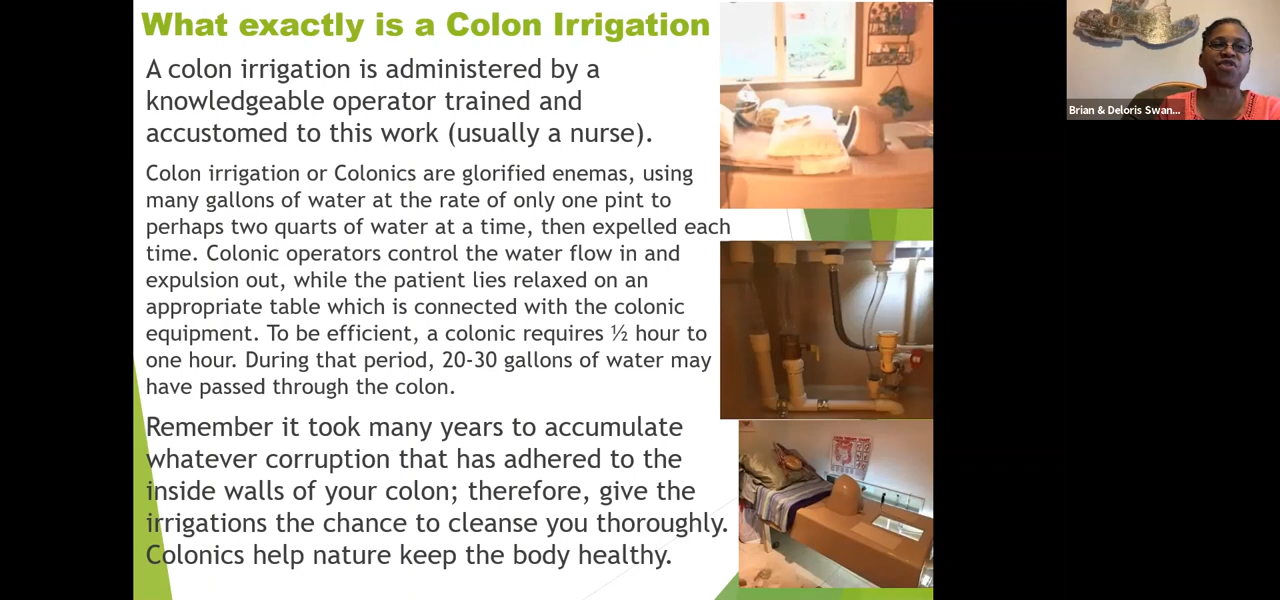 What exactly is a Colon Irrigation
A colon irrigation is administered by a
knowledgeable operator trained and
accustomed to this work (usually a nurse).
Colon irrigation or Colonics are glorified enemas, using
many gallons of water at the rate of only one pint to
perhaps two quarts of water at a time, then expelled each
time. Colonic operators control the water flow in and
expulsion out, while the patient lies relaxed on an
appropriate table which is connected with the colonic
equipment. To be efficient, a colonic requires ½ hour to
one hour. During that period, 20-30 gallons of water may
have passed through the colon.
Remember it took many years to accumulate
whatever corruption that has adhered to the
inside walls of your colon; therefore, give the
irrigations the chance to cleanse you thoroughly.
Colonics help nature keep the body healthy.
Brian & Deloris Swan...